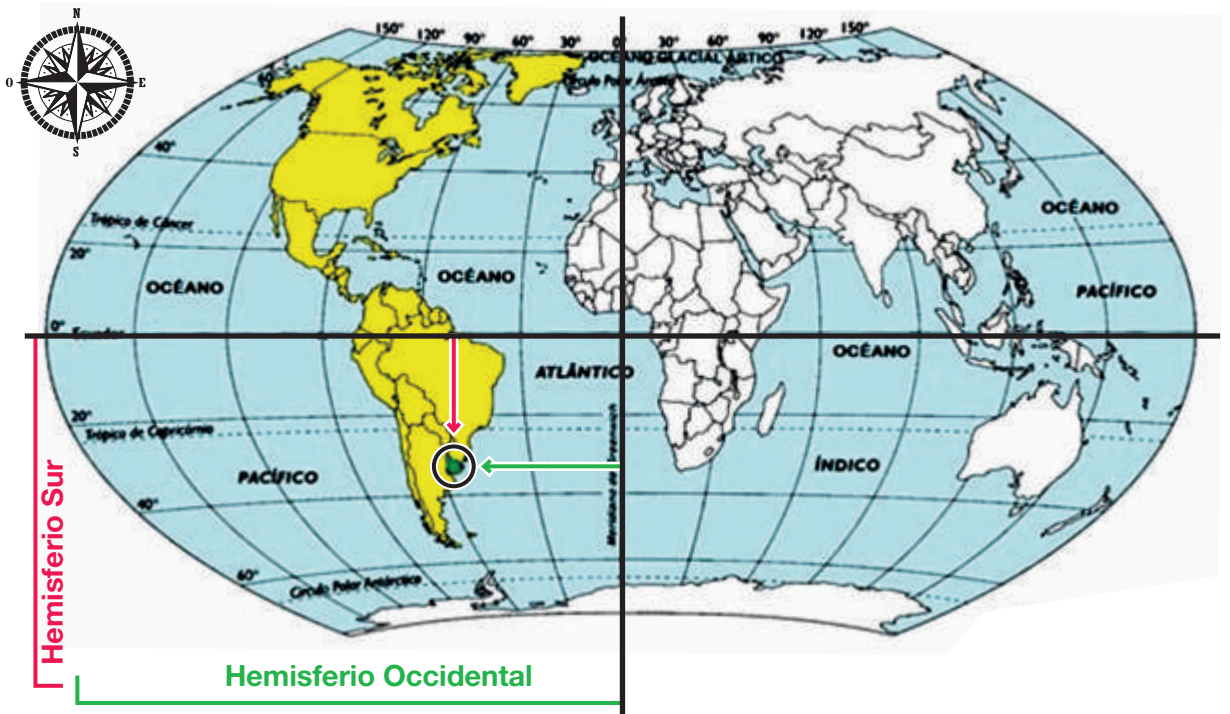 N
O
E
S
150°
120°
90°
60°
30°
0°
30°
60°
90°
120°
150°
OCÉANO GLACIAL ÁRTICO
Círculo Polar Ártico
60°
40°
Trópico de Cáncer
20°
OCÉANO
OCÉANO
OCÉANO
PACÍFICO
0°
Ecuador
OCÉANO
ATLÁNTICO
20°
Trópico de Capricornio
PACÍFICO
ÍNDICO
Meridiano de Greenwich
40°
60°
Círculo Polar Antártico
Hemisferio Sur
Hemisferio Occidental